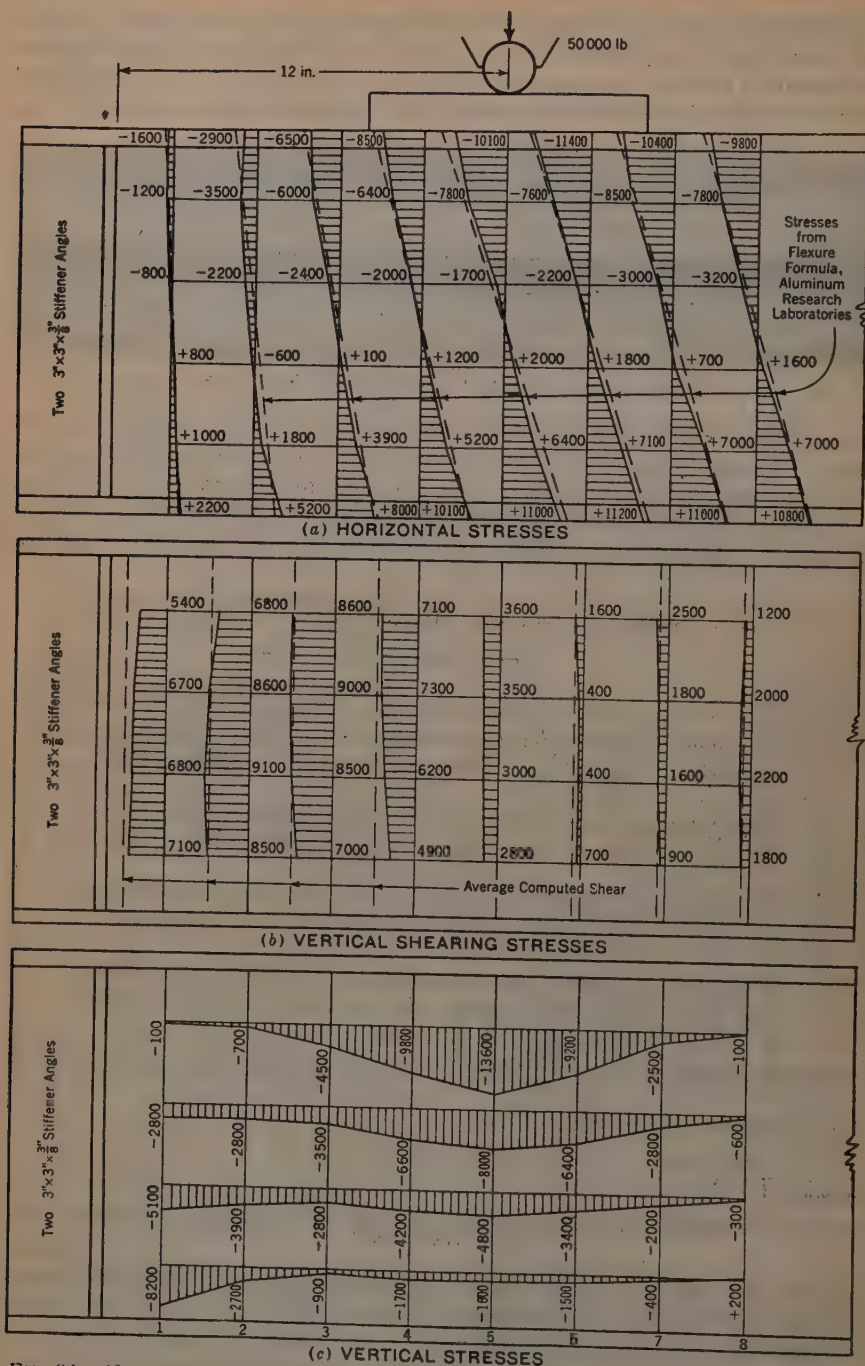 50 000 lb
12 in.
-1600 -2900 -6500 -8500 -10100 -11400 -10400 -9800
-1200 -3500 -6000 -6400 -7800 -7600 -8500 -7800
Stresses
from
Flexure
Formula,
Aluminum
Research
Laboratories
Two 3"×3"×3/8" Stiffener Angles
-800 -2200 -2400 -2000 -1700 -2200 -3000 -3200
+800 -600 +100 +1200 +2000 +1800 +700 +1600
+1000 +1800 +3900 +5200 +6400 +7100 +7000 +7000
+2200 +5200 +8000 +10100 +11000 +11200 +11000 +10800
(a) HORIZONTAL STRESSES
Two 3"×3"×3/8" Stiffener Angles
5400 6800 8600 7100 3600 1600 2500 1200
6700 8600 9000 7300 3500 400 1800 2000
6800 9100 8500 6200 3000 400 1600 2200
7100 8500 7000 4900 2800 700 900 1800
Average Computed Shear
(b) VERTICAL SHEARING STRESSES
Two 3"×3"×3/8" Stiffener Angles
-100 -700 -4500 -9800 -13600 -9200 -2500 -100
-2800 -2800 -3500 -6600 -8000 -6400 -2800 -600
-5100 -3900 -2800 -4200 -4800 -3400 -2000 -300
-8200 -2700 -900 -1700 -1500 -400 +200
1 2 3 4 5 6 7 8
(c) VERTICAL STRESSES